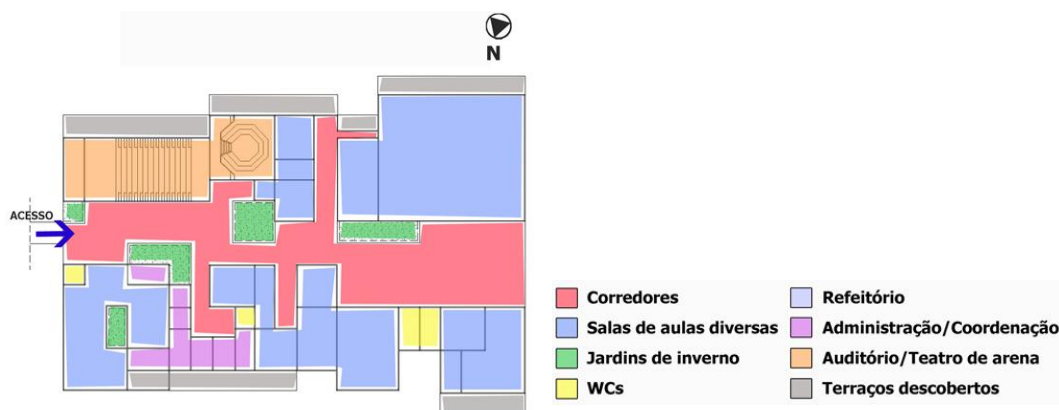 N
ACESSO
Corredores
Salas de aulas diversas
Jardins de inverno
WCs
Refeitório
Administração/Coordenação
Auditório/Teatro de arena
Terraços descobertos